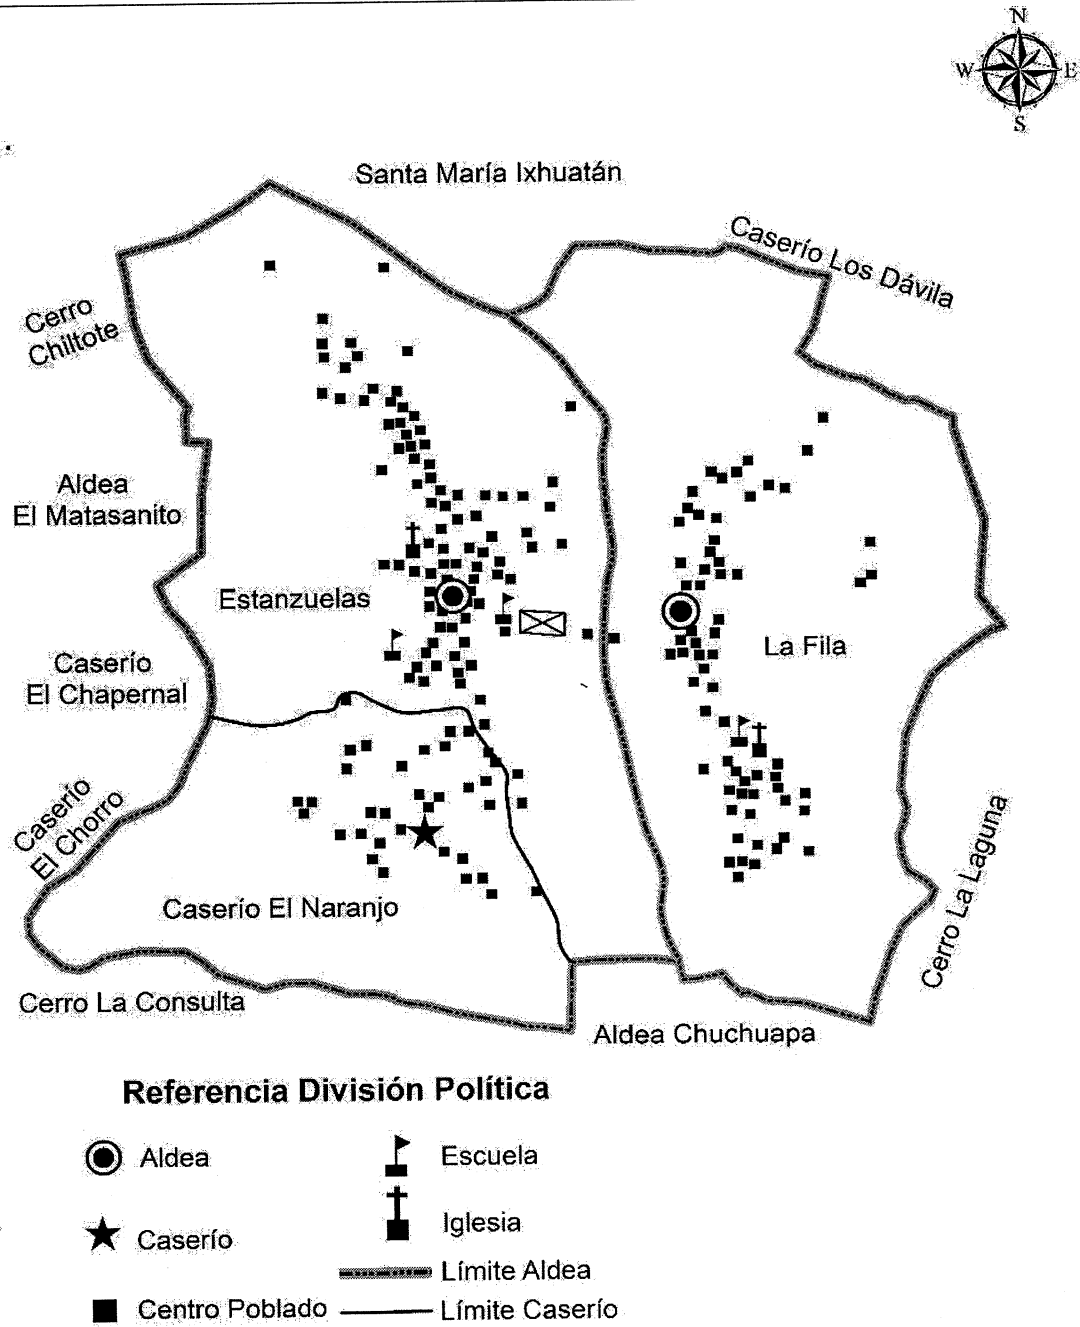 N
W E
S
Santa María Ixhuatán
Caserío Los Dávila
Cerro
Chiltote
Aldea
El Matasanito
Estanzuelas
La Fila
Caserío
El Chapernal
Caserío
El Chorro
Caserío El Naranjo
Cerro La Laguna
Cerro La Consulta
Aldea Chuchuapa
Referencia División Política
Aldea
Escuela
Caserío
Iglesia
Límite Aldea
Centro Poblado
Límite Caserío